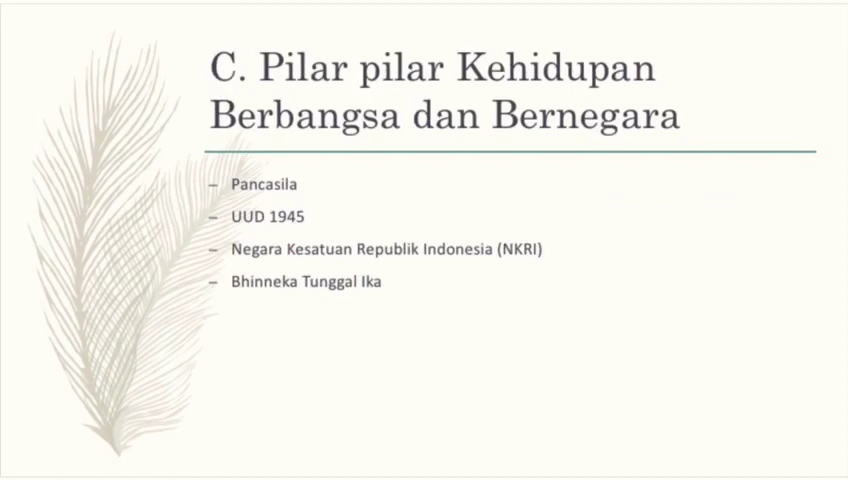 C. Pilar pilar Kehidupan
Berbangsa dan Bernegara
– Pancasila
– UUD 1945
– Negara Kesatuan Republik Indonesia (NKRI)
– Bhinneka Tunggal Ika